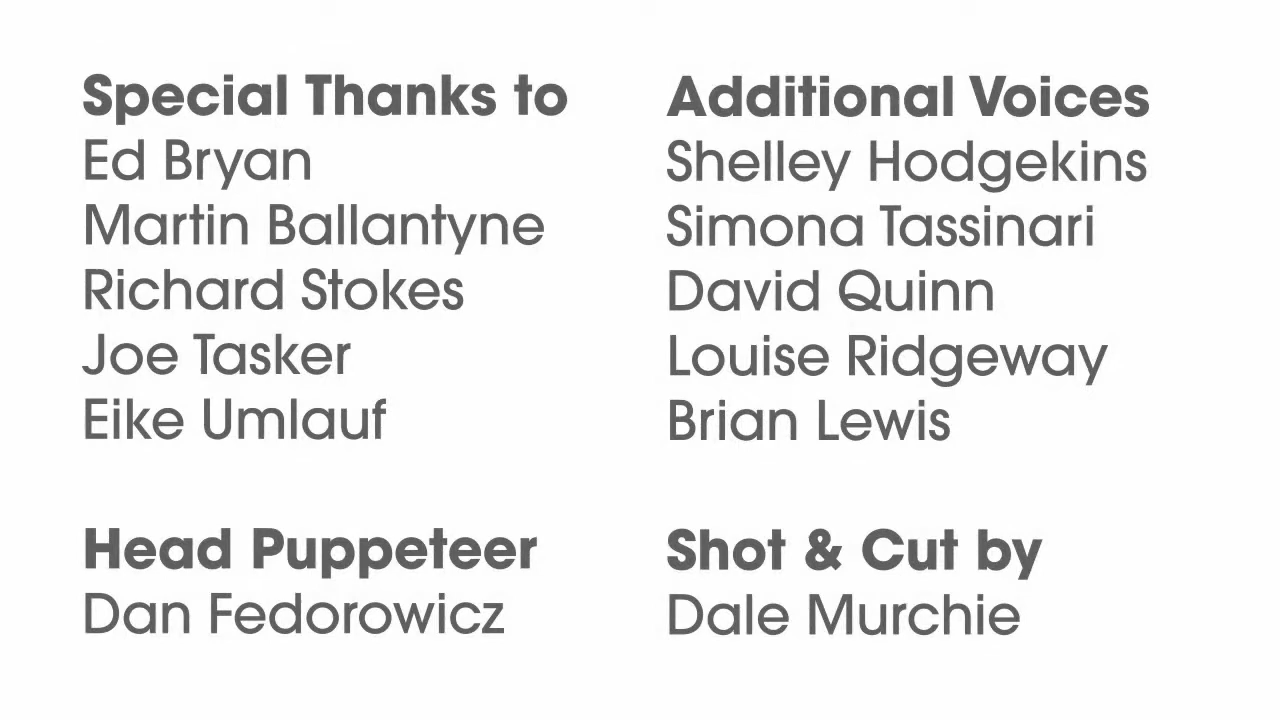 Special Thanks to
Ed Bryan
Martin Ballantyne
Richard Stokes
Joe Tasker
Eike Umlauf
Head Puppeteer
Dan Fedorowicz
Additional Voices
Shelley Hodgekins
Simona Tassinari
David Quinn
Louise Ridgeway
Brian Lewis
Shot & Cut by
Dale Murchie